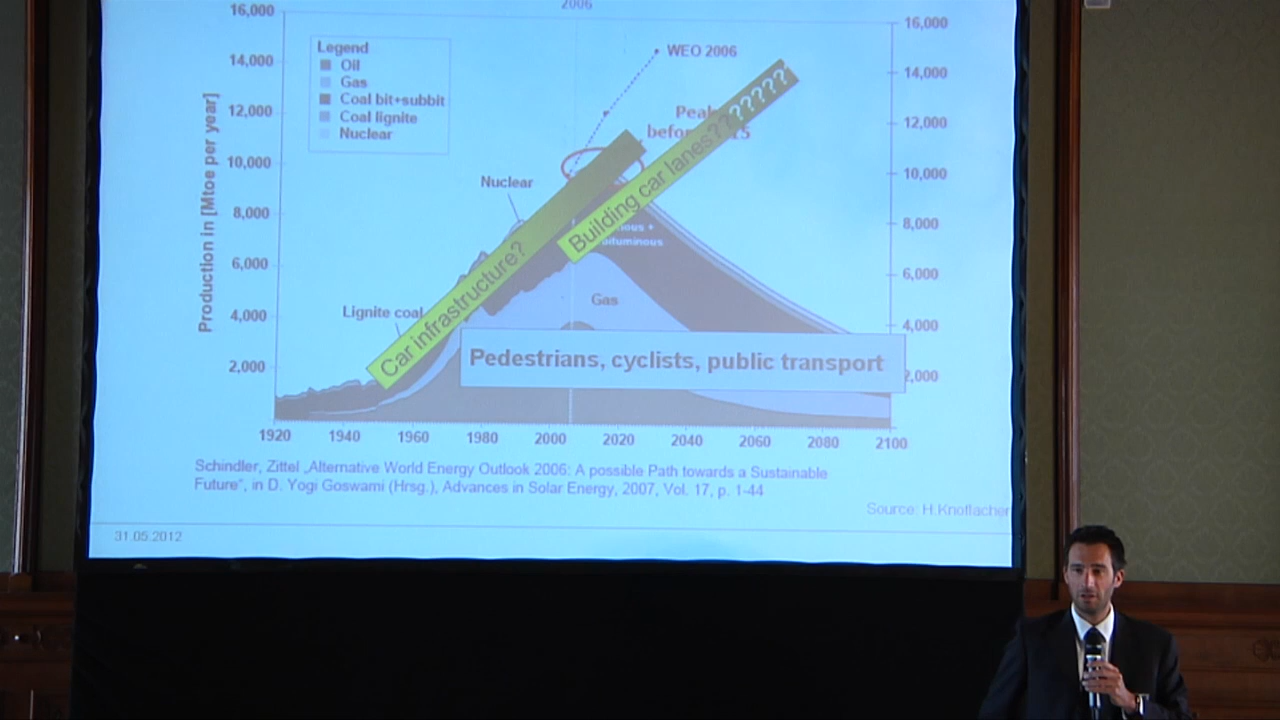 2006
16,000
14,000
12,000
10,000
8,000
6,000
4,000
2,000
Production in [Mtoe per year]
Legend
Oil
Gas
Coal bit+subbit
Coal lignite
Nuclear
WEO 2006
Nuclear
Lignite coal
Gas
Car infrastructure?
Building car lanes???????
Pedestrians, cyclists, public transport
16,000
14,000
12,000
10,000
8,000
6,000
4,000
2,000
1920 1940 1960 1980 2000 2020 2040 2060 2080 2100
Schindler, Zittel „Alternative World Energy Outlook 2006: A possible Path towards a Sustainable
Future“, in D. Yogi Goswami (Hrsg.), Advances in Solar Energy, 2007, Vol. 17, p. 1-44
Source: H.Knoflacher
31.05.2012